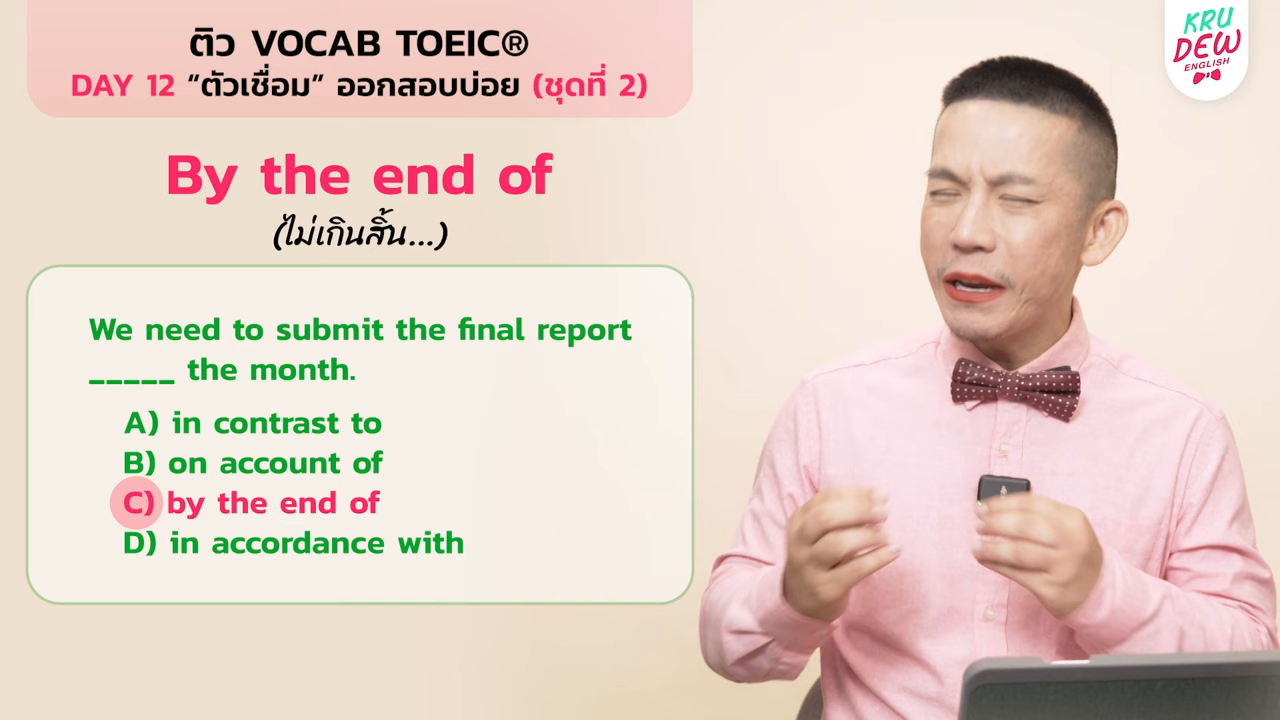 ติว VOCAB TOEIC®
DAY 12 “ตัวเชื่อม” ออกสอบบ่อย (ชุดที่ 2)
KRU
DEW
ENGLISH
By the end of
(ไม่เกินสิ้น...)
We need to submit the final report
_____ the month.
A) in contrast to
B) on account of
C) by the end of
D) in accordance with